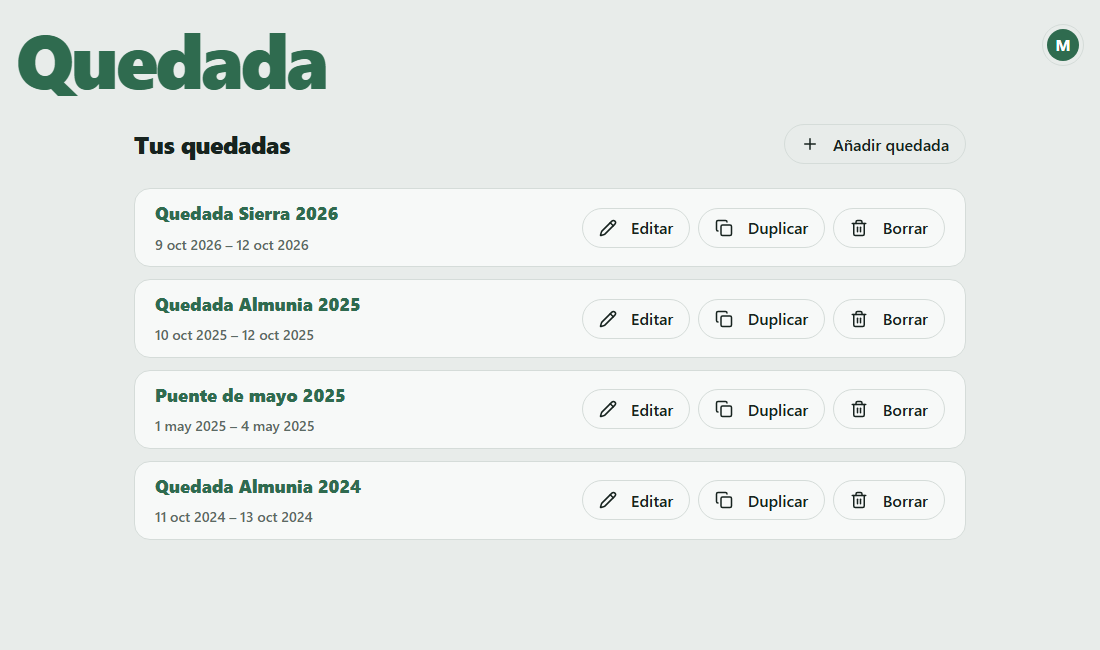 Quedada
M
Tus quedadas
Añadir quedada
Quedada Sierra 2026
9 oct 2026 – 12 oct 2026
Editar
Duplicar
Borrar
Quedada Almunia 2025
10 oct 2025 – 12 oct 2025
Editar
Duplicar
Borrar
Puente de mayo 2025
1 may 2025 – 4 may 2025
Editar
Duplicar
Borrar
Quedada Almunia 2024
11 oct 2024 – 13 oct 2024
Editar
Duplicar
Borrar